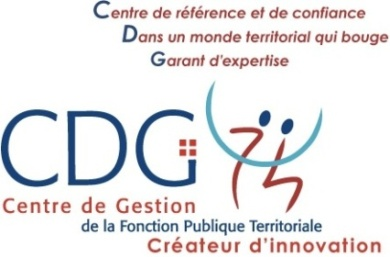 Centre de référence et de confiance
Dans un monde territorial qui bouge
Garant d'expertise
CDG 74
Centre de Gestion
de la Fonction Publique Territoriale
Créateur d'innovation